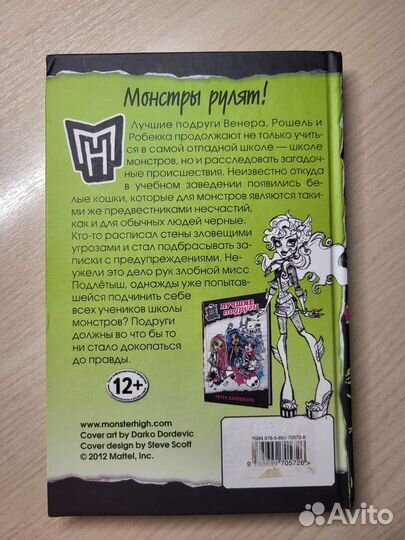 Монстры рулят!
Лучшие подруги Венера, Рошель и
Робекка продолжают не только учить-
ся в самой отпадной школе — школе
монстров, но и расследовать загадоч-
ные происшествия. Неизвестно откуда
в учебном заведении появились бе-
лые кошки, которые для монстров являются таки-
ми же предвестниками несчастий,
как и для обычных людей черные.
Кто-то расписал стены зловещими
угрозами и стал подбрасывать за-
писки с предупреждениями. Не-
ужели это дело рук злобной мисс
Подлётыш, однажды уже попытав-
шейся подчинить себе
всех учеников школы
монстров? Подруги
должны во что бы то
ни стало докопаться
до правды.
ЛУЧШИЕ
ПОДРУГИ
12+
www.monsterhigh.com
Cover art by Darko Dordevic
Cover design by Steve Scott
© 2012 Mattel, Inc.
Avito